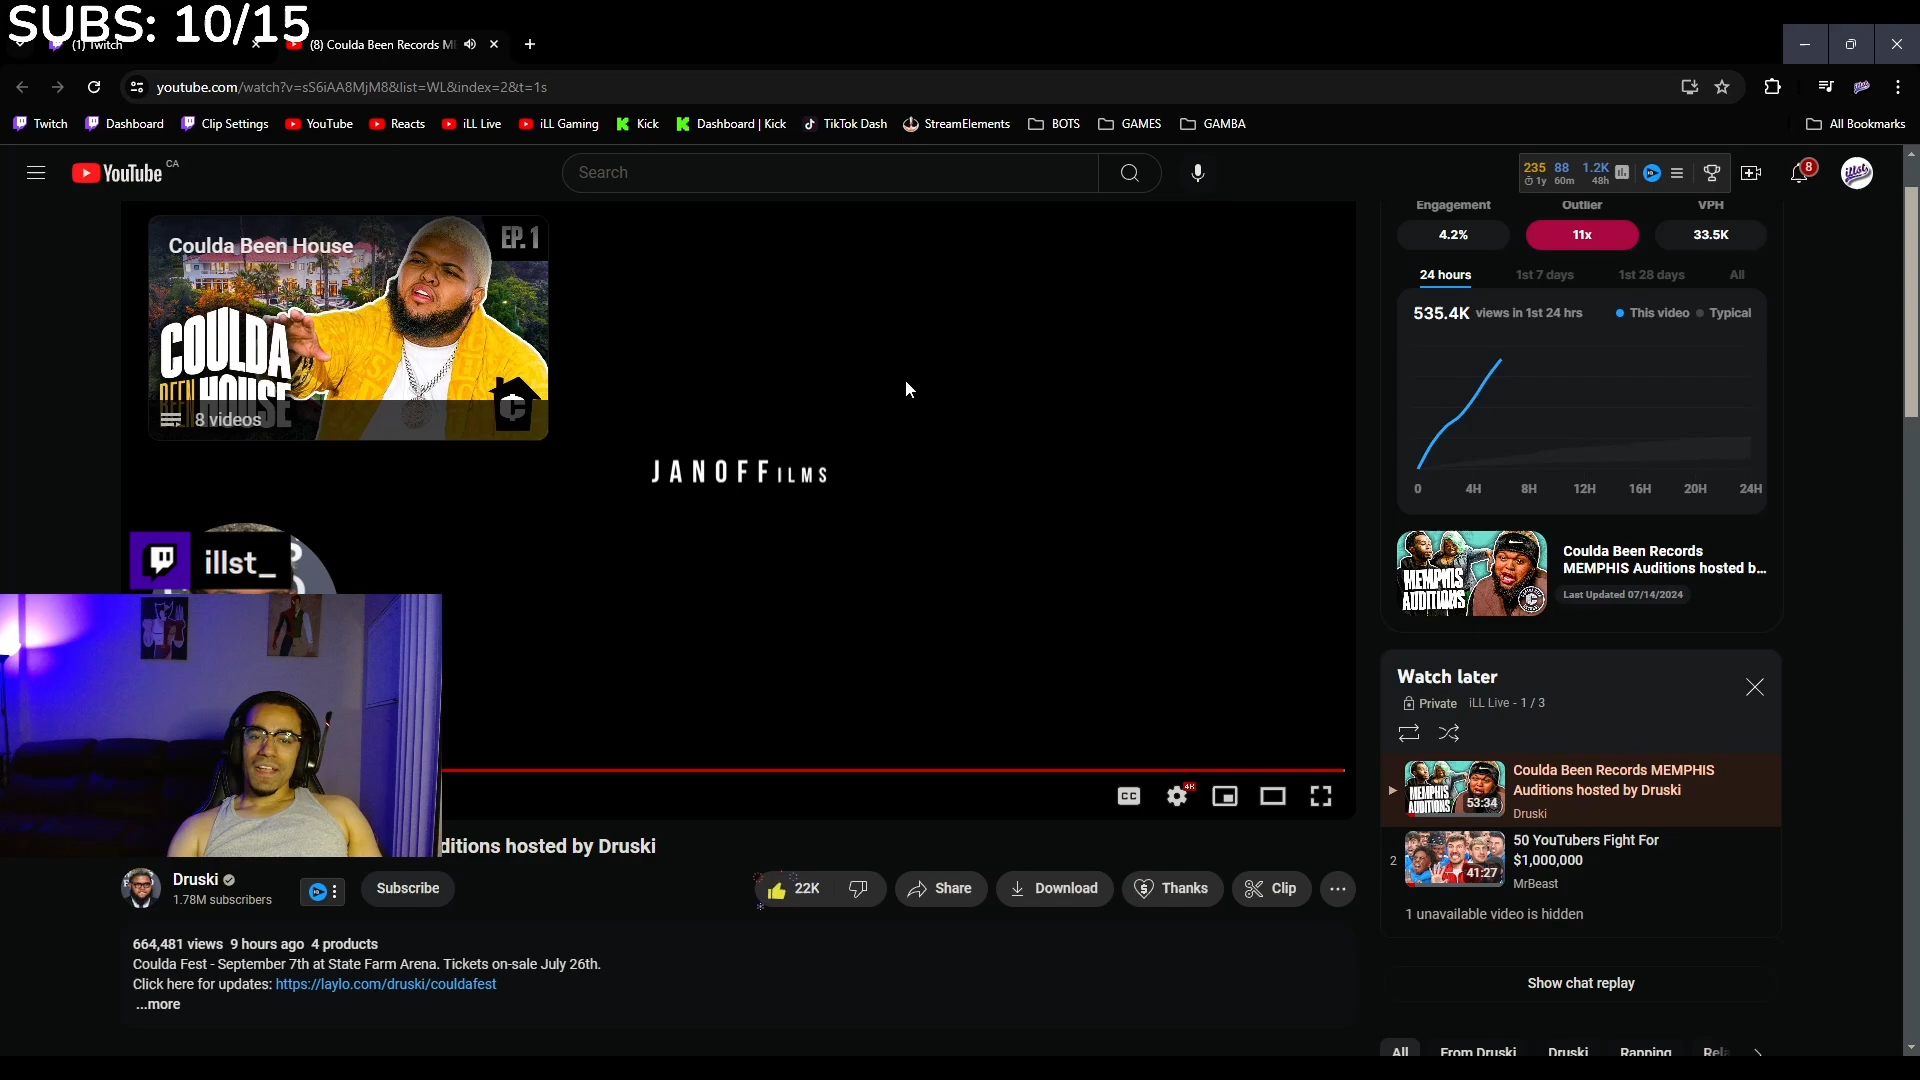 SUBS: 10/15
(1) Twitch
(8) Coulda Been Records ME
youtube.com/watch?v=sS6iAA8MjM8&list=WL&index=2&t=1s
Twitch Dashboard Clip Settings YouTube Reacts iLL Live iLL Gaming Kick Dashboard | Kick TikTok Dash StreamElements BOTS GAMES GAMBA All Bookmarks
YouTube CA
Search
235 88 1.2K
1y 60m 48h
8
illst
Coulda Been House
EP. 1
COULDA
BEEN HOUSE
8 videos
JANOFFILMS
illst_
CC
4K
ditions hosted by Druski
Druski
1.78M subscribers
Subscribe
22K
Share
Download
Thanks
Clip
664,481 views 9 hours ago 4 products
Coulda Fest - September 7th at State Farm Arena. Tickets on-sale July 26th.
Click here for updates: https://laylo.com/druski/couldafest
...more
Engagement Outlier VPH
4.2% 11x 33.5K
24 hours 1st 7 days 1st 28 days All
535.4K views in 1st 24 hrs This video Typical
0 4H 8H 12H 16H 20H 24H
MEMPHIS
AUDITIONS
Coulda Been Records
MEMPHIS Auditions hosted b...
Last Updated 07/14/2024
Watch later
Private iLL Live - 1 / 3
MEMPHIS
AUDITIONS
53:34
Coulda Been Records MEMPHIS
Auditions hosted by Druski
Druski
2
41:27
50 YouTubers Fight For
$1,000,000
MrBeast
1 unavailable video is hidden
Show chat replay
All From Druski Druski Rapping Rela